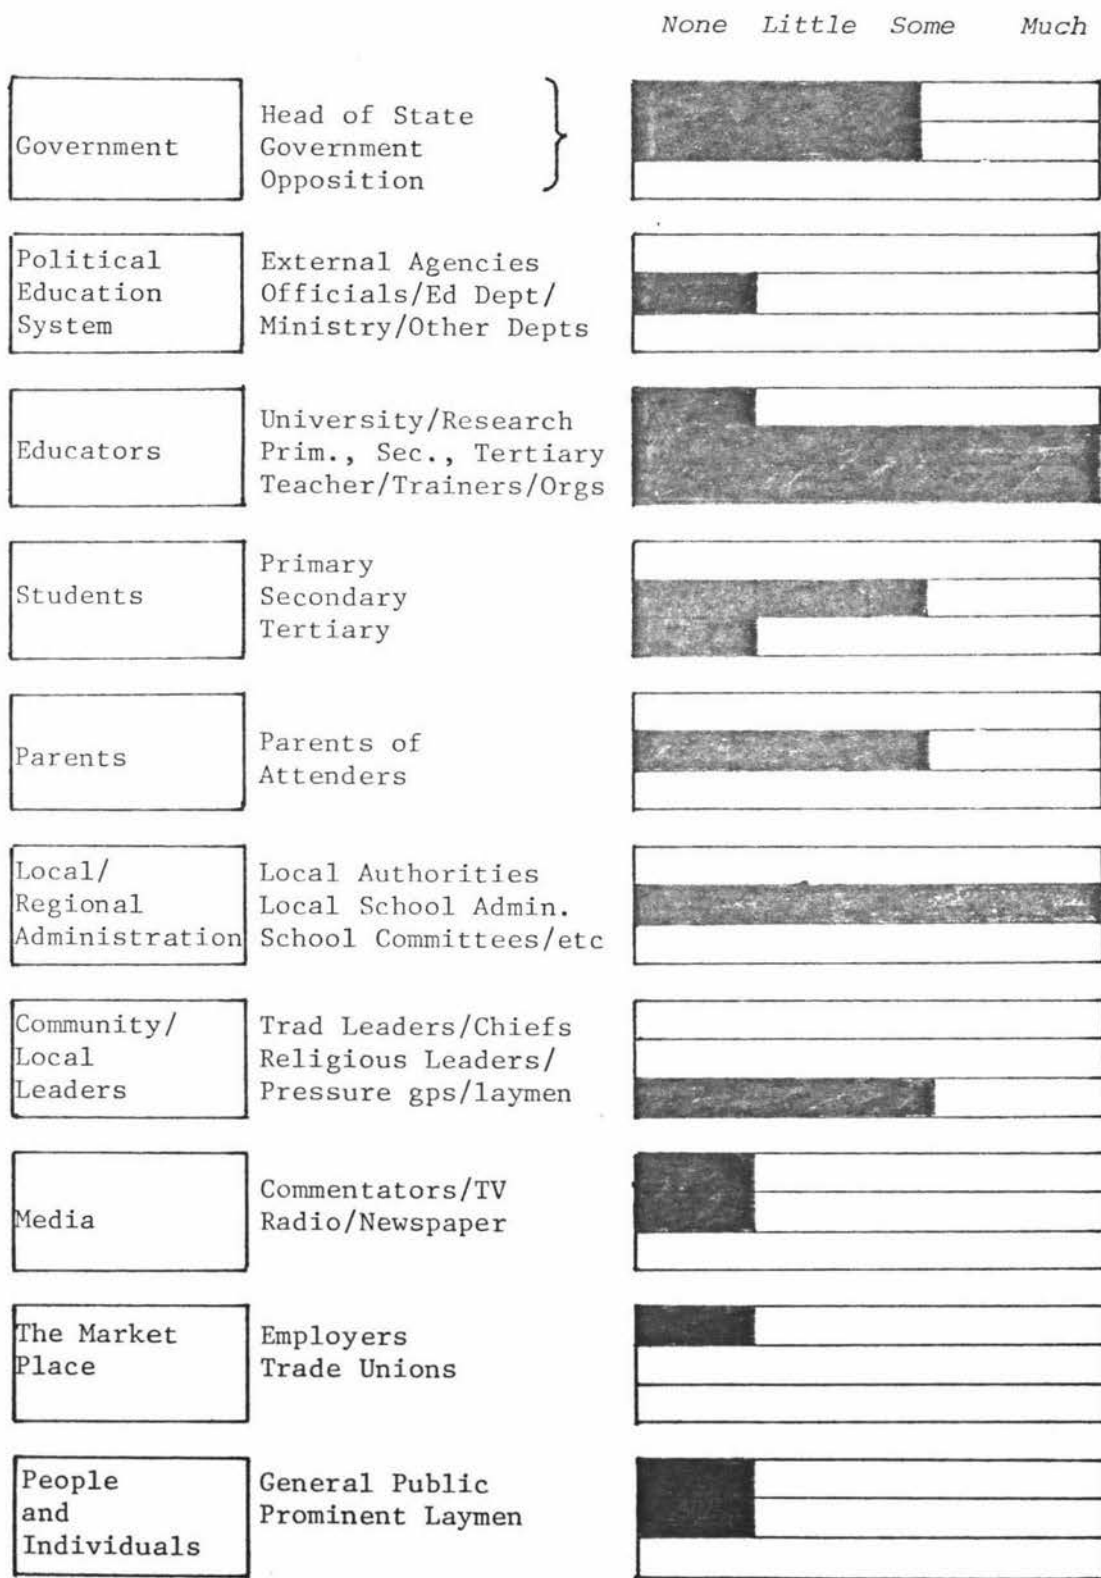 None Little Some Much
Government
Head of State
Government
Opposition
Political
Education
System
External Agencies
Officials/Ed Dept/
Ministry/Other Depts
Educators
University/Research
Prim., Sec., Tertiary
Teacher/Trainers/Orgs
Students
Primary
Secondary
Tertiary
Parents
Parents of
Attenders
Local/
Regional
Administration
Local Authorities
Local School Admin.
School Committees/etc
Community/
Local
Leaders
Trad Leaders/Chiefs
Religious Leaders/
Pressure gps/laymen
Media
Commentators/TV
Radio/Newspaper
The Market
Place
Employers
Trade Unions
People
and
Individuals
General Public
Prominent Laymen